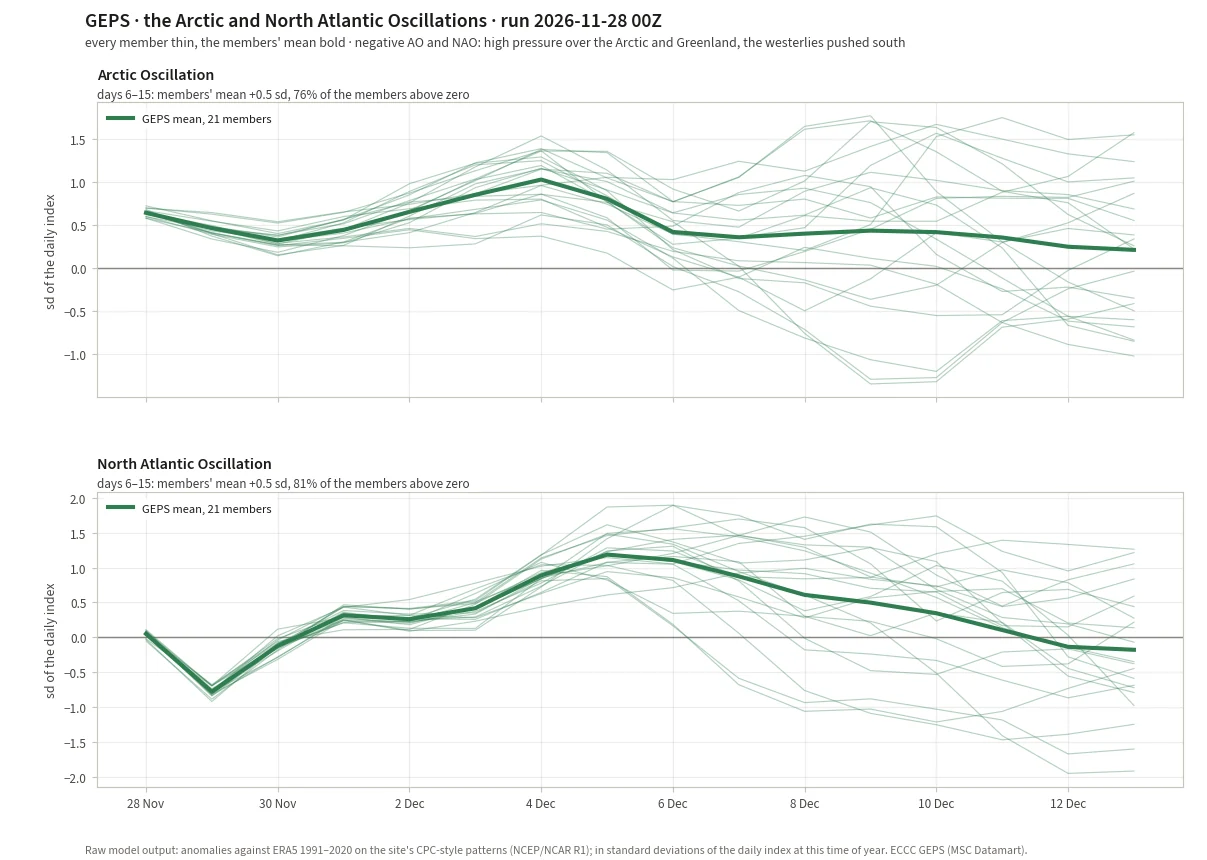 GEPS · the Arctic and North Atlantic Oscillations · run 2026-11-28 00Z
every member thin, the members' mean bold · negative AO and NAO: high pressure over the Arctic and Greenland, the westerlies pushed south
Arctic Oscillation
days 6–15: members' mean +0.5 sd, 76% of the members above zero
GEPS mean, 21 members
sd of the daily index
1.5
1.0
0.5
0.0
−0.5
−1.0
North Atlantic Oscillation
days 6–15: members' mean +0.5 sd, 81% of the members above zero
GEPS mean, 21 members
sd of the daily index
2.0
1.5
1.0
0.5
0.0
−0.5
−1.0
−1.5
−2.0
28 Nov 30 Nov 2 Dec 4 Dec 6 Dec 8 Dec 10 Dec 12 Dec
Raw model output: anomalies against ERA5 1991–2020 on the site's CPC-style patterns (NCEP/NCAR R1); in standard deviations of the daily index at this time of year. ECCC GEPS (MSC Datamart).